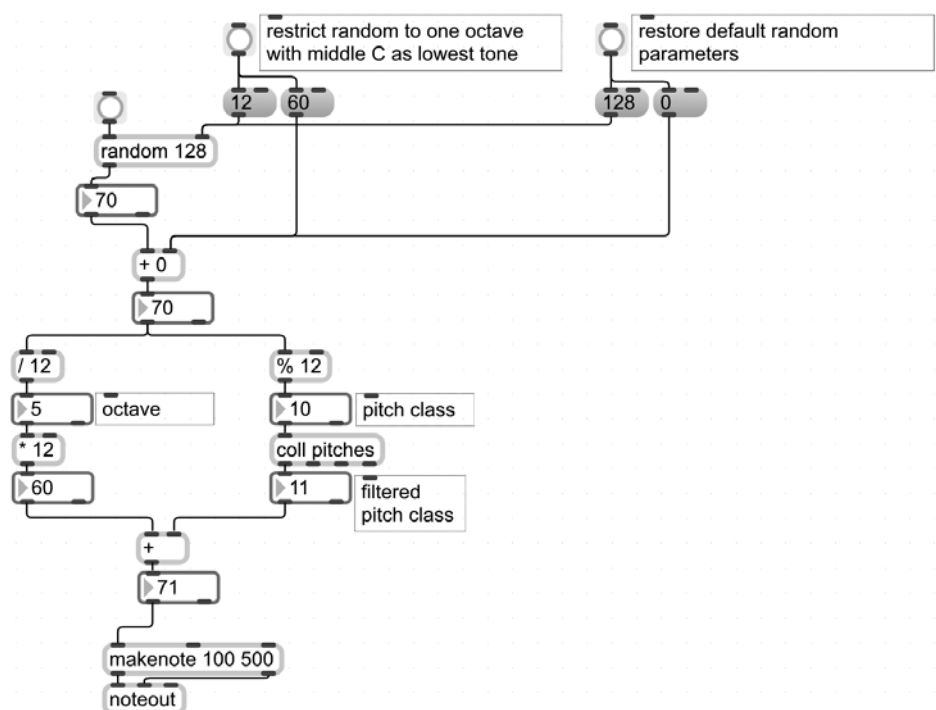 restrict random to one octave
with middle C as lowest tone
restore default random
parameters
12
60
128
0
random 128
70
+ 0
70
/ 12
% 12
5
octave
10
pitch class
* 12
coll pitches
60
11
filtered
pitch class
+
71
makenote 100 500
noteout